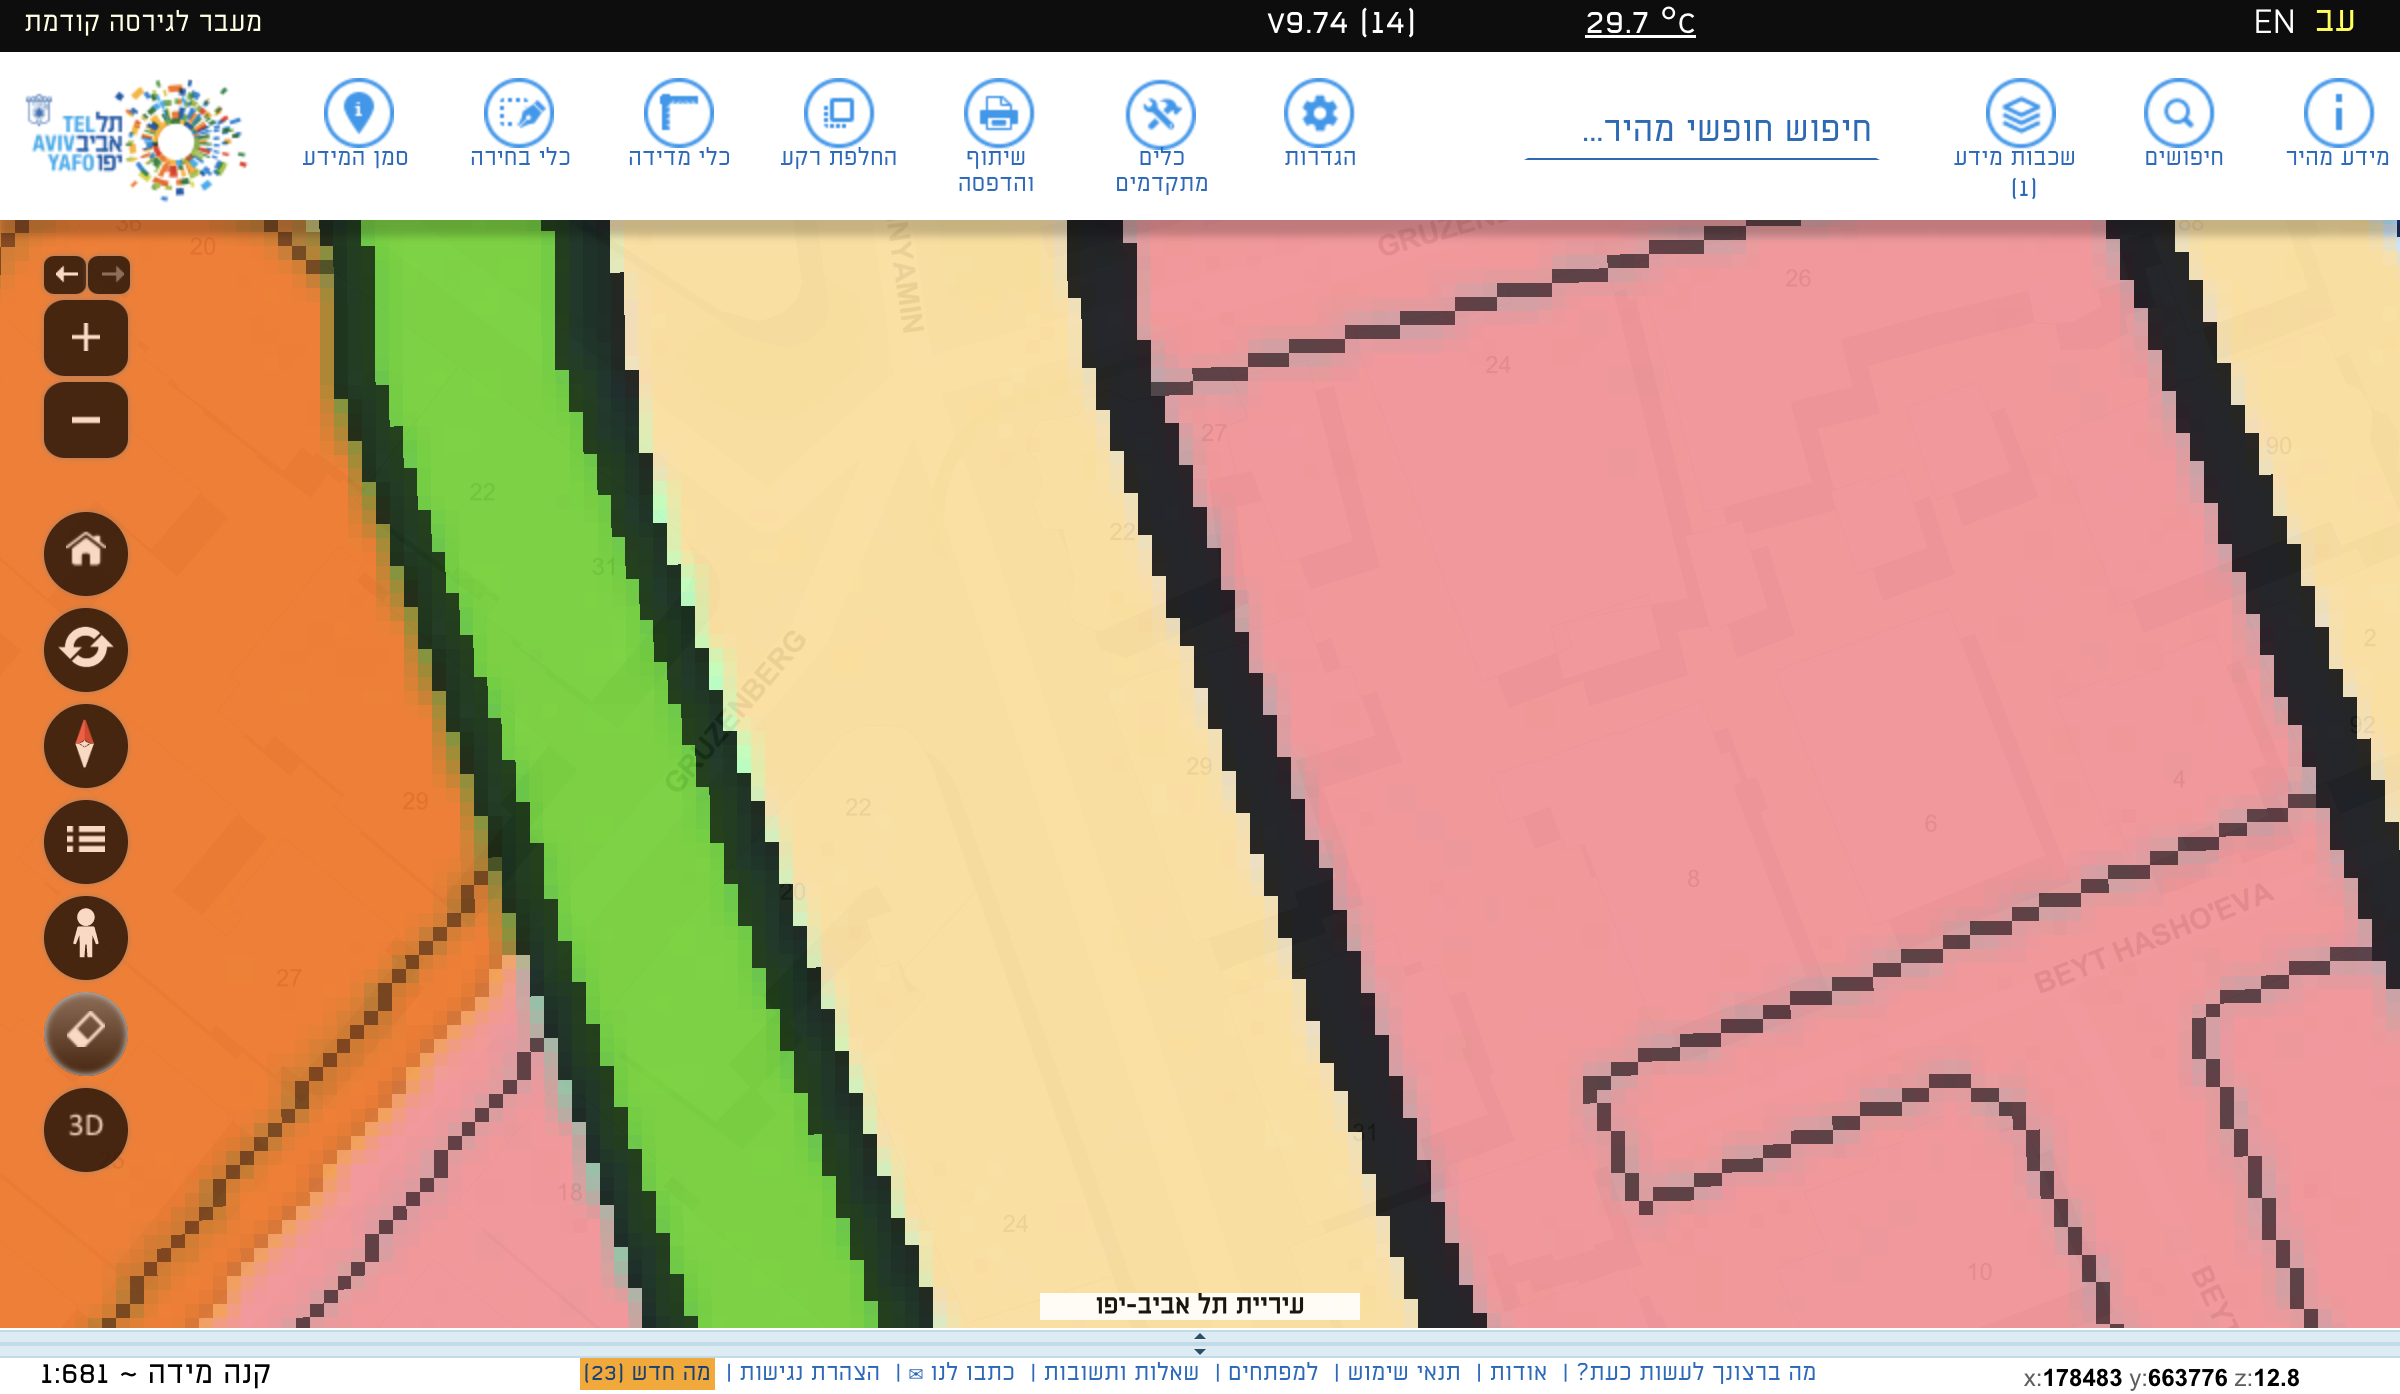 עב EN
29.7 °C
V9.74 (14)
מעבר לגירסה קודמת
מידע מהיר
חיפושים
שכבות מידע
(1)
חיפוש חופשי מהיר...
הגדרות
כלים
מתקדמים
שיתוף
והדפסה
החלפת רקע
כלי מדידה
כלי בחירה
סמן המידע
TEL תל
AVIV אביב
YAFO יפו
36
20
NYAMIN
GRUZEN
26
88
24
27
90
22
22
31
2
GRUZENBERG
92
29
4
29
22
6
20
8
BEYT HASHO'EVA
27
3D
31
18
24
10
BEYT
עיריית תל אביב-יפו
קנה מידה ~ 1:681
מה ברצונך לעשות כעת? | אודות | תנאי שימוש | למפתחים | שאלות ותשובות | כתבו לנו ✉ | הצהרת נגישות | מה חדש (23)
x:178483 y:663776 z:12.8